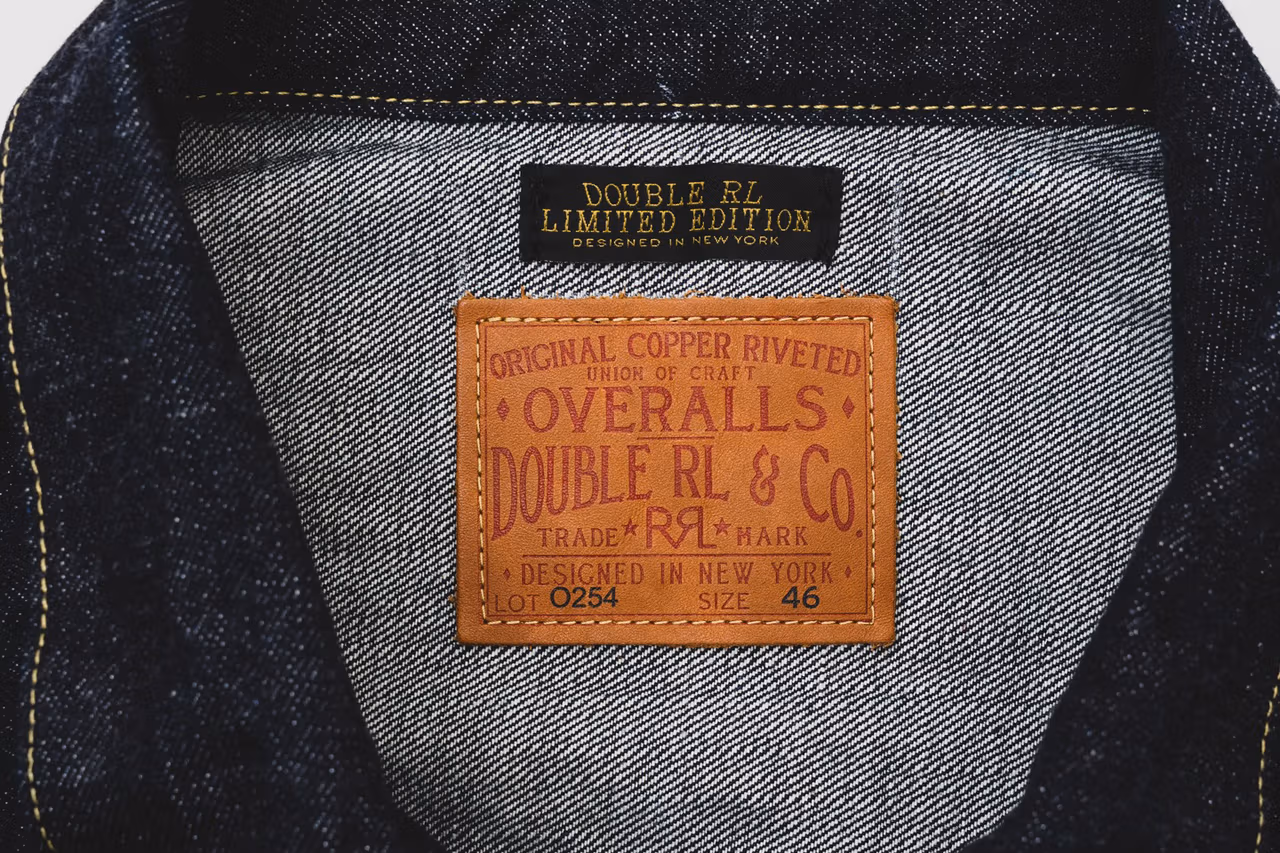 DOUBLE RL
LIMITED EDITION
DESIGNED IN NEW YORK
ORIGINAL COPPER RIVETED
UNION OF CRAFT
OVERALLS
DOUBLE RL & Co.
TRADE ★ RRL ★ MARK
DESIGNED IN NEW YORK
LOT 0254 SIZE 46